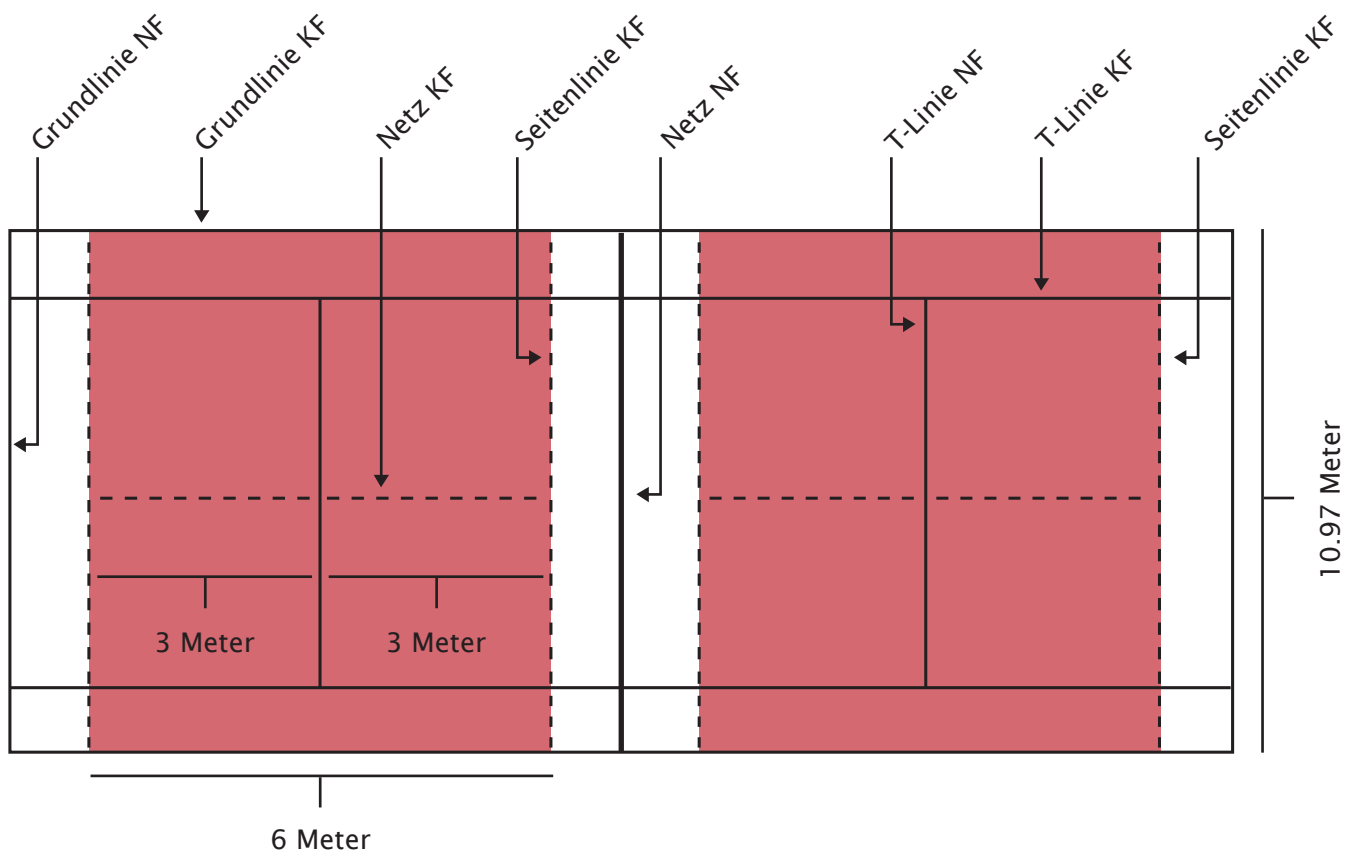 Grundlinie NF
Grundlinie KF
Netz KF
Seitenlinie KF
Netz NF
T-Linie NF
T-Linie KF
Seitenlinie KF
10.97 Meter
3 Meter
3 Meter
6 Meter